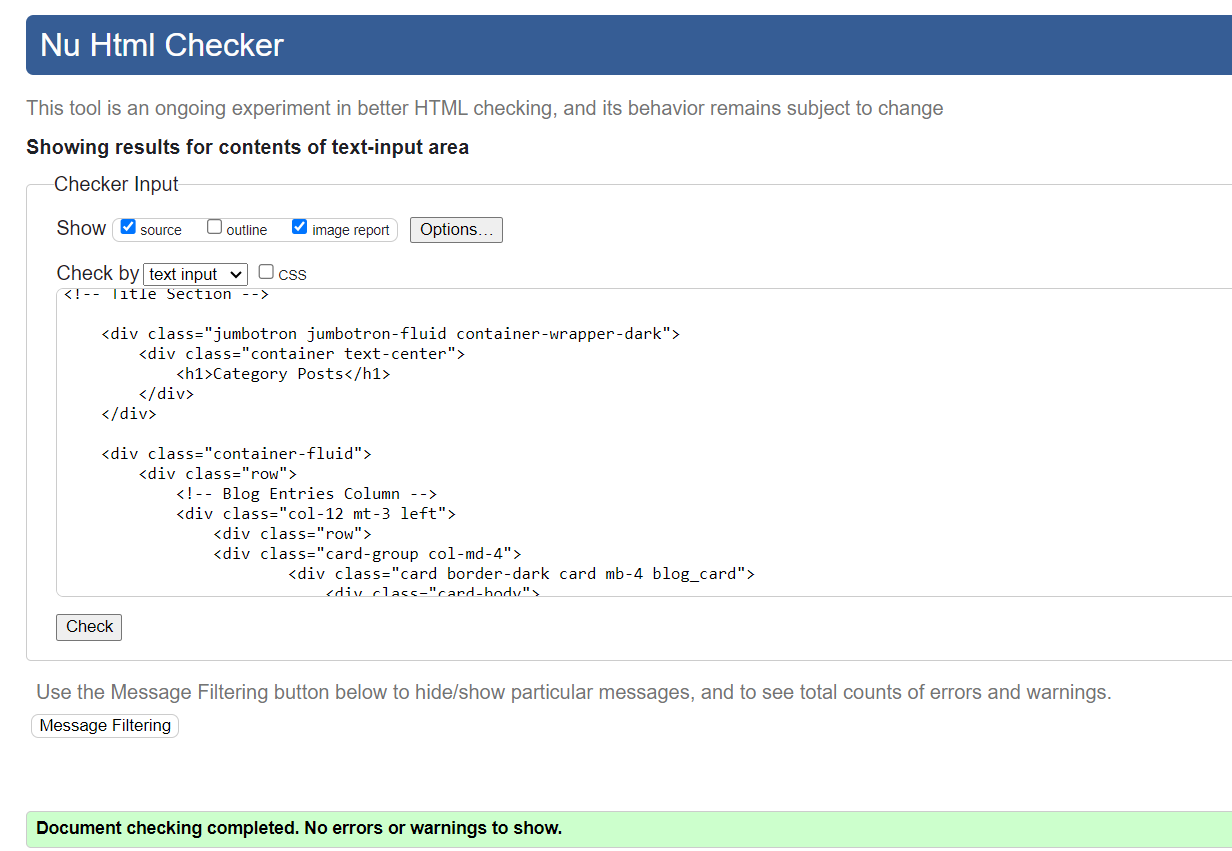 Nu Html Checker
This tool is an ongoing experiment in better HTML checking, and its behavior remains subject to change
Showing results for contents of text-input area
Checker Input
Show source outline image report Options...
Check by text input CSS
<!-- Title Section -->
<div class="jumbotron jumbotron-fluid container-wrapper-dark">
<div class="container text-center">
<h1>Category Posts</h1>
</div>
</div>
<div class="container-fluid">
<div class="row">
<!-- Blog Entries Column -->
<div class="col-12 mt-3 left">
<div class="row">
<div class="card-group col-md-4">
<div class="card border-dark card mb-4 blog_card">
<div class="card-body">
Check
Use the Message Filtering button below to hide/show particular messages, and to see total counts of errors and warnings.
Message Filtering
Document checking completed. No errors or warnings to show.